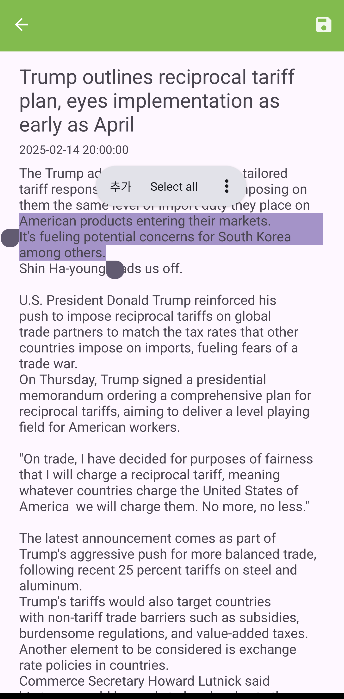 Trump outlines reciprocal tariff
plan, eyes implementation as
early as April
2025-02-14 20:00:00
The Trump ad tailored
tariff respons posing on
them the same level of import duty they place on
American products entering their markets.
It's fueling potential concerns for South Korea
among others.
Shin Ha-young ads us off.
추가 Select all
U.S. President Donald Trump reinforced his
push to impose reciprocal tariffs on global
trade partners to match the tax rates that other
countries impose on imports, fueling fears of a
trade war.
On Thursday, Trump signed a presidential
memorandum ordering a comprehensive plan for
reciprocal tariffs, aiming to deliver a level playing
field for American workers.
"On trade, I have decided for purposes of fairness
that I will charge a reciprocal tariff, meaning
whatever countries charge the United States of
America  we will charge them. No more, no less."
The latest announcement comes as part of
Trump's aggressive push for more balanced trade,
following recent 25 percent tariffs on steel and
aluminum.
Trump's tariffs would also target countries
with non-tariff trade barriers such as subsidies,
burdensome regulations, and value-added taxes.
Another element to be considered is exchange
rate policies in countries.
Commerce Secretary Howard Lutnick said